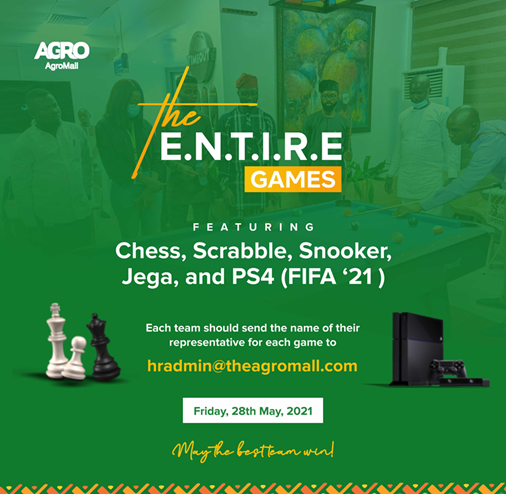 AGRO
AgroMall
the
E.N.T.I.R.E
GAMES
FEATURING
Chess, Scrabble, Snooker,
Jega, and PS4 (FIFA ‘21 )
Each team should send the name of their
representative for each game to
hradmin@theagromall.com
Friday, 28th May, 2021
May the best team win!